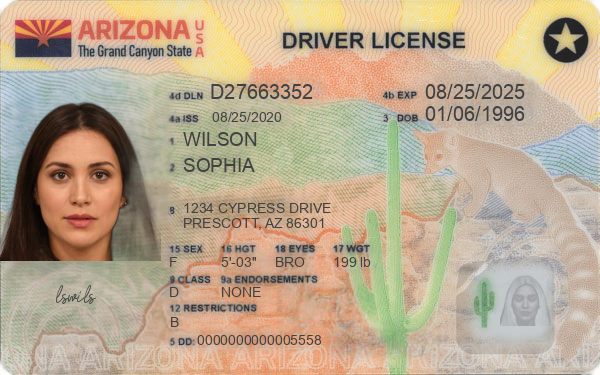 ARIZONA USA
The Grand Canyon State
DRIVER LICENSE
4d DLN D27663352 4b EXP 08/25/2025
4a ISS 08/25/2020 3 DOB 01/06/1996
1 WILSON
2 SOPHIA
8 1234 CYPRESS DRIVE
PRESCOTT, AZ 86301
15 SEX 16 HGT 18 EYES 17 WGT
F 5'-03" BRO 199 lb
9 CLASS 9a ENDORSEMENTS
D NONE
12 RESTRICTIONS
B
5 DD: 0000000000005558
ARIZONA ARIZONA ARIZONA ARIZONA